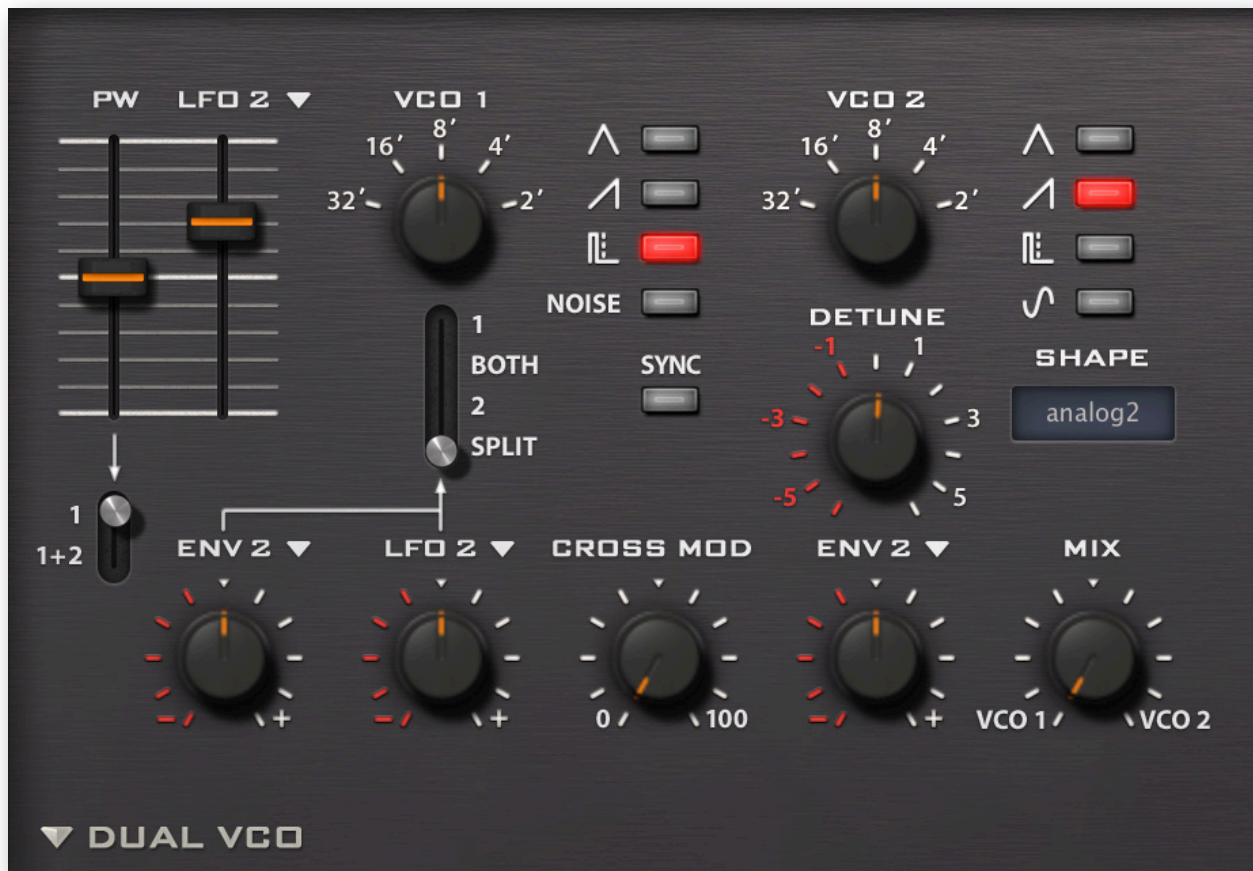 PW
LFO 2
VCO 1
32’
16’
8’
4’
2’
NOISE
SYNC
VCO 2
32’
16’
8’
4’
2’
DETUNE
-1
1
-3
3
-5
5
SHAPE
analog2
1
BOTH
2
SPLIT
1
1+2
ENV 2
LFO 2
CROSS MOD
ENV 2
MIX
− +
− +
0 100
− +
VCO 1 VCO 2
DUAL VCO